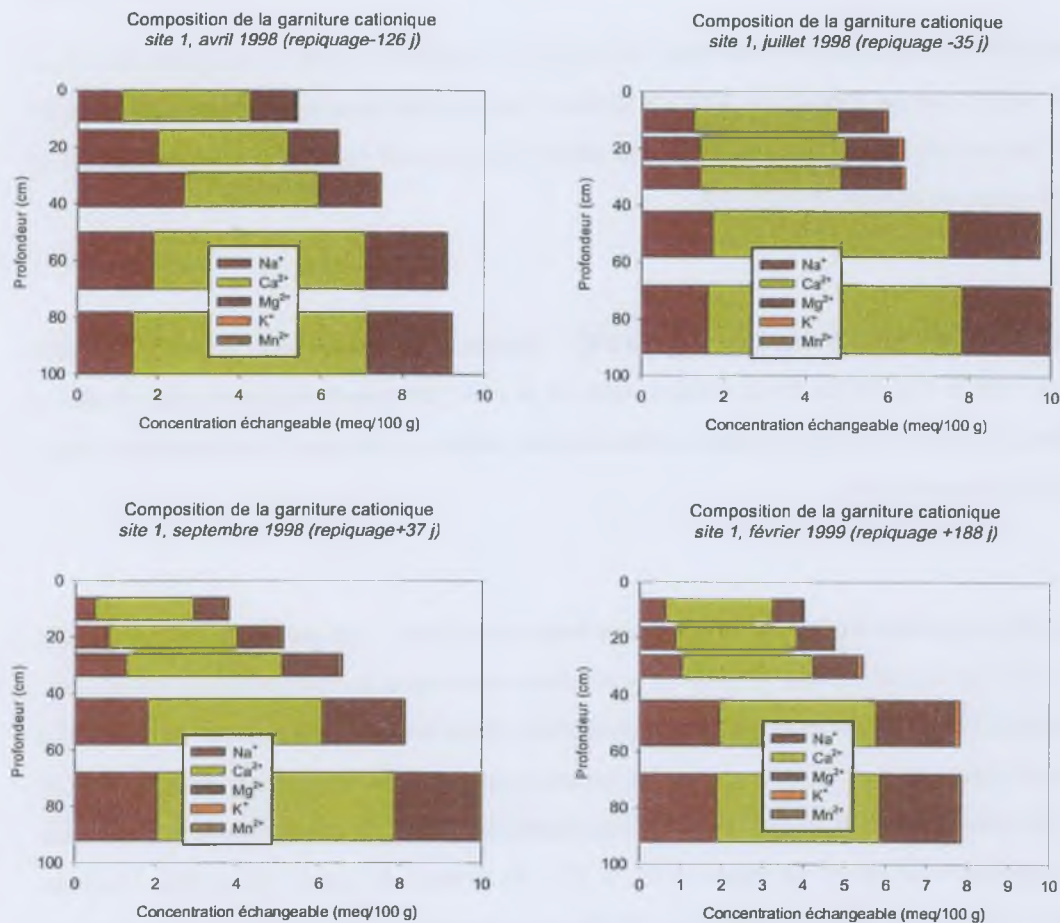 Composition de la garniture cationique
site 1, avril 1998 (repiquage-126 j)
Profondeur (cm)
0
20
40
60
80
100
Na⁺
Ca²⁺
Mg²⁺
K⁺
Mn²⁺
0 2 4 6 8 10
Concentration échangeable (meq/100 g)
Composition de la garniture cationique
site 1, juillet 1998 (repiquage -35 j)
Profondeur (cm)
0
20
40
60
80
100
Na⁺
Ca²⁺
Mg²⁺
K⁺
Mn²⁺
0 2 4 6 8 10
Concentration échangeable (meq/100 g)
Composition de la garniture cationique
site 1, septembre 1998 (repiquage+37 j)
Profondeur (cm)
0
20
40
60
80
100
Na⁺
Ca²⁺
Mg²⁺
K⁺
Mn²⁺
0 2 4 6 8 10
Concentration échangeable (meq/100 g)
Composition de la garniture cationique
site 1, février 1999 (repiquage +188 j)
Profondeur (cm)
0
20
40
60
80
100
Na⁺
Ca²⁺
Mg²⁺
K⁺
Mn²⁺
0 1 2 3 4 5 6 7 8 9 10
Concentration échangeable (meq/100 g)